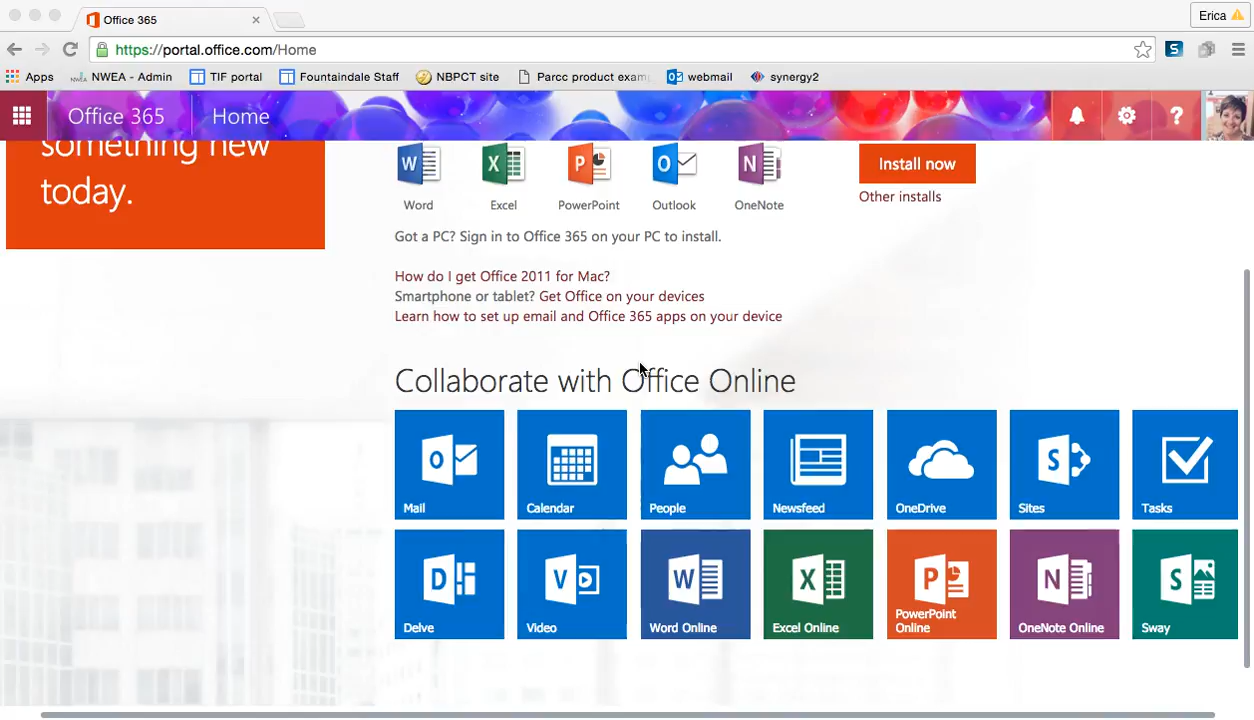 Office 365
Erica
https://portal.office.com/Home
Apps NWEA - Admin TIF portal Fountaindale Staff NBPCT site Parcc product exam webmail synergy2
Office 365 Home
something new
today.
Word Excel PowerPoint Outlook OneNote
Install now
Other installs
Got a PC? Sign in to Office 365 on your PC to install.
How do I get Office 2011 for Mac?
Smartphone or tablet? Get Office on your devices
Learn how to set up email and Office 365 apps on your device
Collaborate with Office Online
Mail Calendar People Newsfeed OneDrive Sites Tasks
Delve Video Word Online Excel Online PowerPoint Online OneNote Online Sway